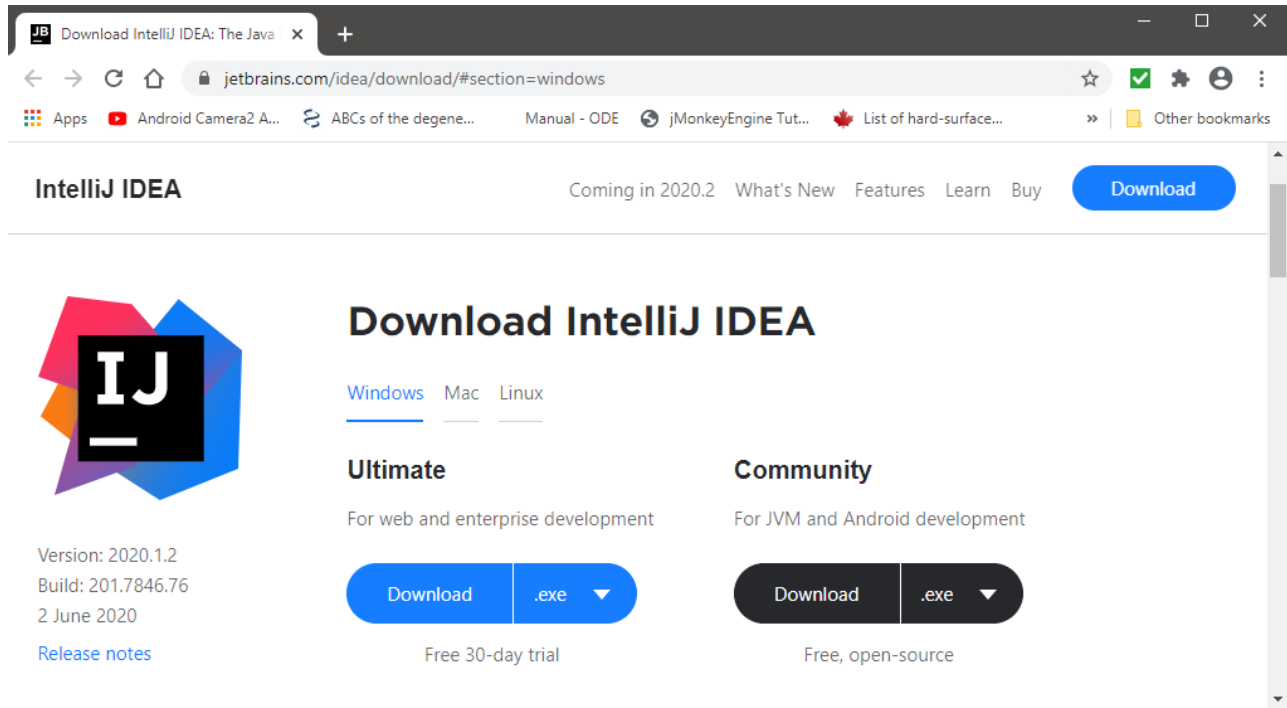 JB Download IntelliJ IDEA: The Java
jetbrains.com/idea/download/#section=windows
Apps Android Camera2 A... ABCs of the degene... Manual - ODE jMonkeyEngine Tut... List of hard-surface... » Other bookmarks
IntelliJ IDEA Coming in 2020.2 What's New Features Learn Buy Download
IJ
Download IntelliJ IDEA
Windows Mac Linux
Ultimate Community
For web and enterprise development For JVM and Android development
Version: 2020.1.2
Build: 201.7846.76
2 June 2020
Release notes
Download .exe Download .exe
Free 30-day trial Free, open-source